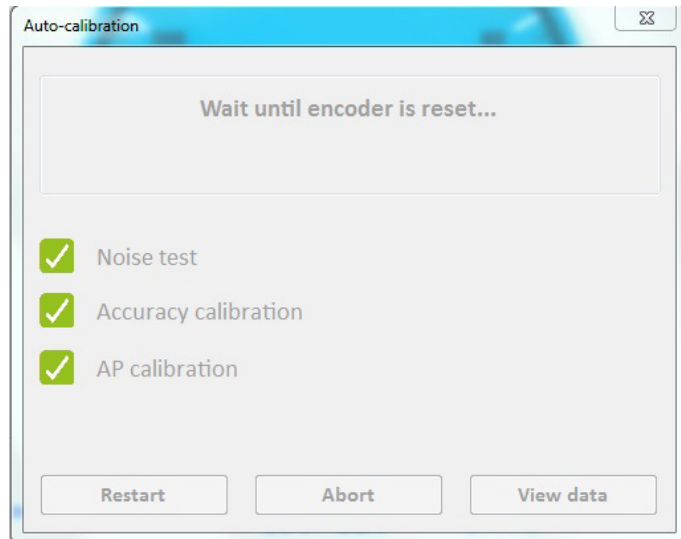 Auto-calibration
Wait until encoder is reset...
Noise test
Accuracy calibration
AP calibration
Restart Abort View data